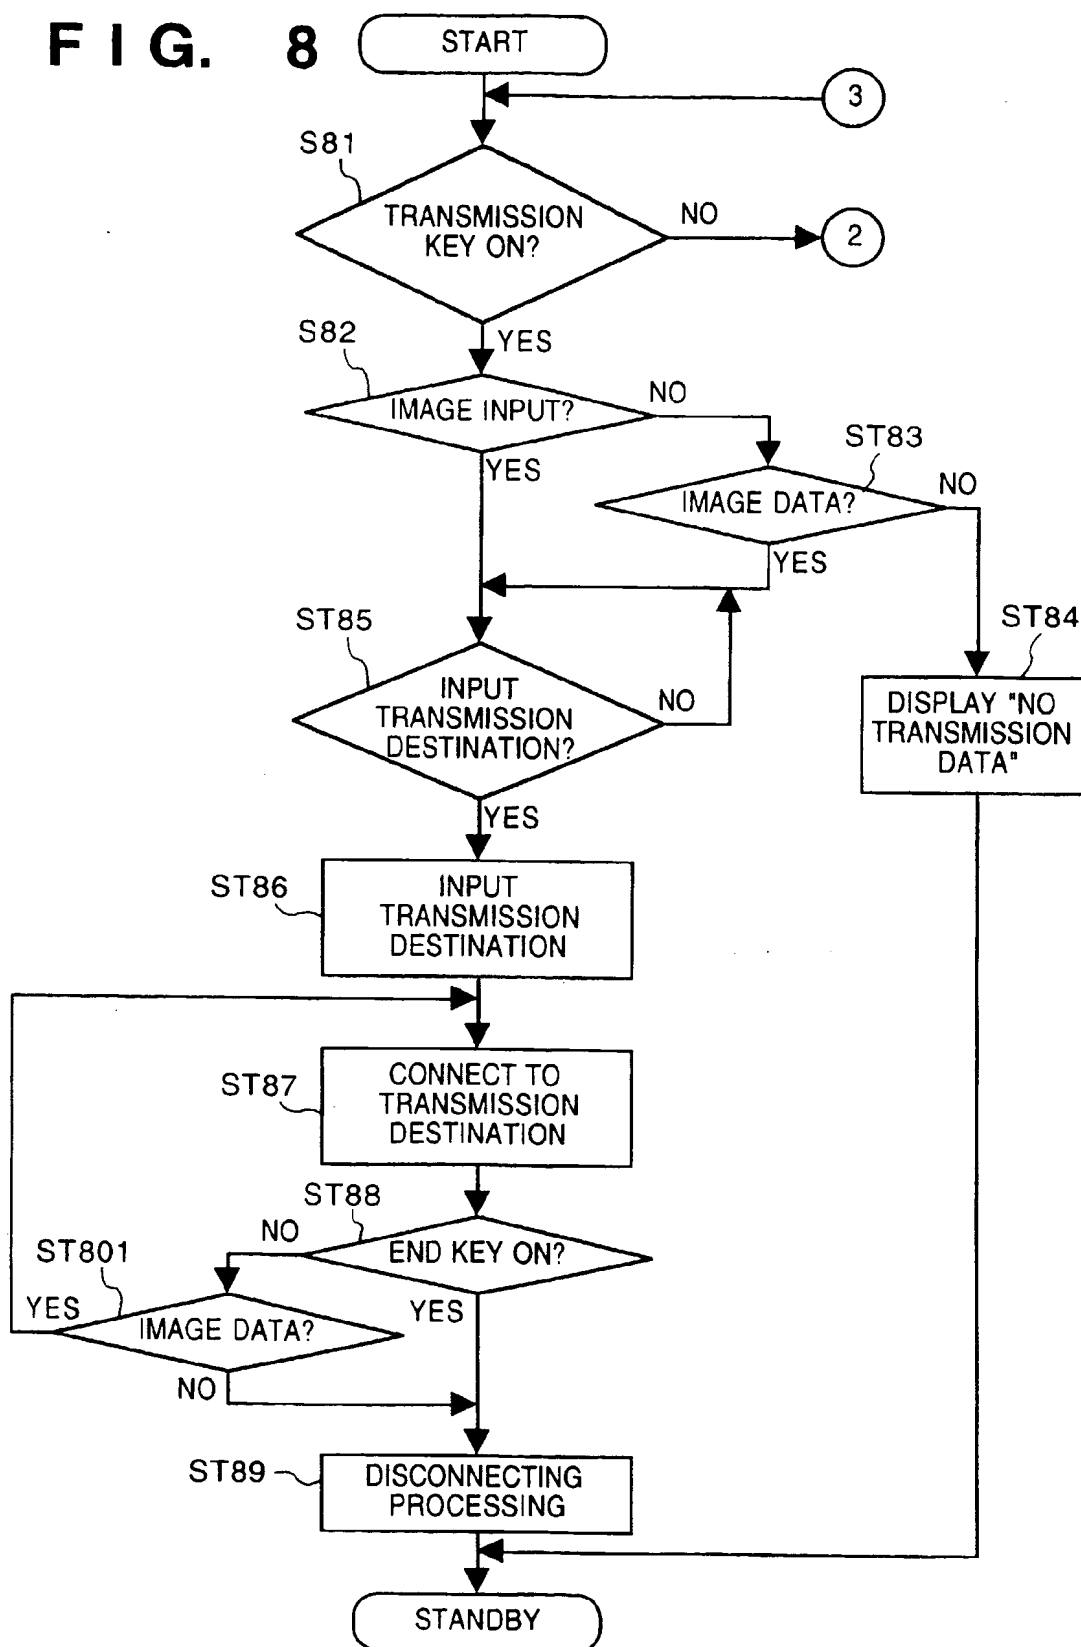 FIG. 8
START
3
S81
TRANSMISSION
KEY ON?
NO
2
YES
S82
IMAGE INPUT?
NO
YES
ST83
IMAGE DATA?
NO
YES
ST85
INPUT
TRANSMISSION
DESTINATION?
NO
YES
ST84
DISPLAY "NO
TRANSMISSION
DATA"
ST86
INPUT
TRANSMISSION
DESTINATION
ST87
CONNECT TO
TRANSMISSION
DESTINATION
ST88
END KEY ON?
NO
YES
ST801
IMAGE DATA?
YES
NO
ST89
DISCONNECTING
PROCESSING
STANDBY